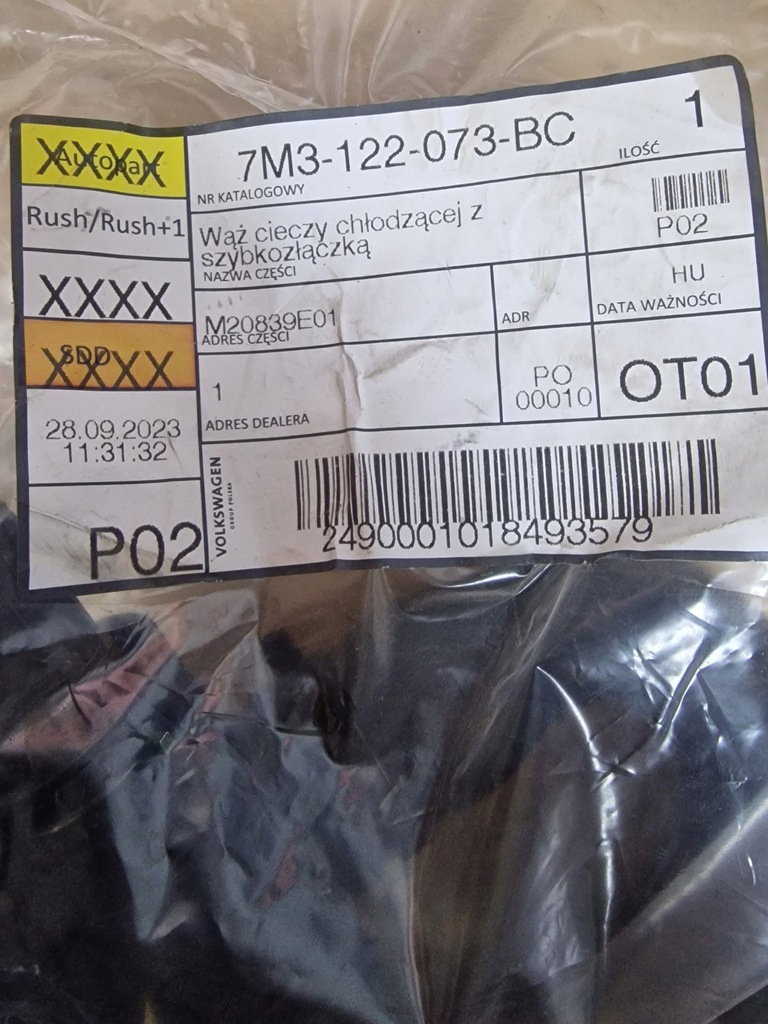 Autopart
XXXX
7M3-122-073-BC
NR KATALOGOWY
1
ILOŚĆ
Rush/Rush+1
Wąż cieczy chłodzącej z
szybkozłączką
NAZWA CZĘŚCI
P02
XXXX
M20839E01
ADRES CZĘŚCI
ADR
HU
DATA WAŻNOŚCI
SDD
XXXX
1
ADRES DEALERA
PO
00010
OT01
28.09.2023
11:31:32
VOLKSWAGEN
GROUP POLSKA
2490001018493579
P02